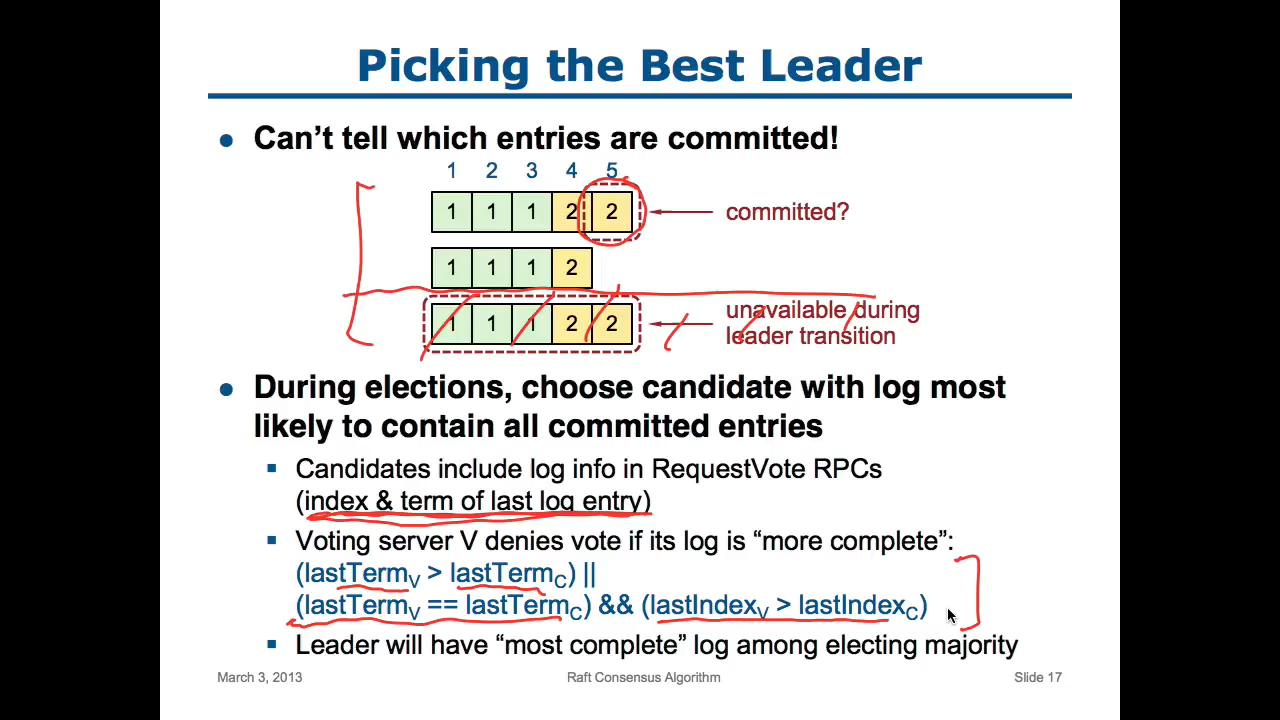 Picking the Best Leader
● Can't tell which entries are committed!
1 2 3 4 5
1 1 1 2 2 committed?
1 1 1 2
1 1 1 2 2 unavailable during
leader transition
● During elections, choose candidate with log most
likely to contain all committed entries
▪ Candidates include log info in RequestVote RPCs
(index & term of last log entry)
▪ Voting server V denies vote if its log is “more complete”:
(lastTermV > lastTermC) ||
(lastTermV == lastTermC) && (lastIndexV > lastIndexC)
▪ Leader will have “most complete” log among electing majority
March 3, 2013 Raft Consensus Algorithm Slide 17